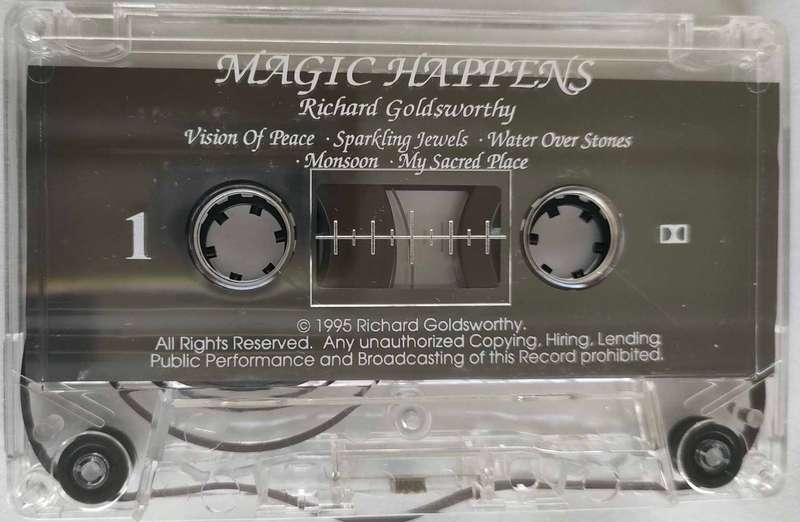 MAGIC HAPPENS
Richard Goldsworthy
Vision Of Peace · Sparkling Jewels · Water Over Stones
· Monsoon · My Sacred Place
1
© 1995 Richard Goldsworthy.
All Rights Reserved. Any unauthorized Copying, Hiring, Lending
Public Performance and Broadcasting of this Record prohibited.